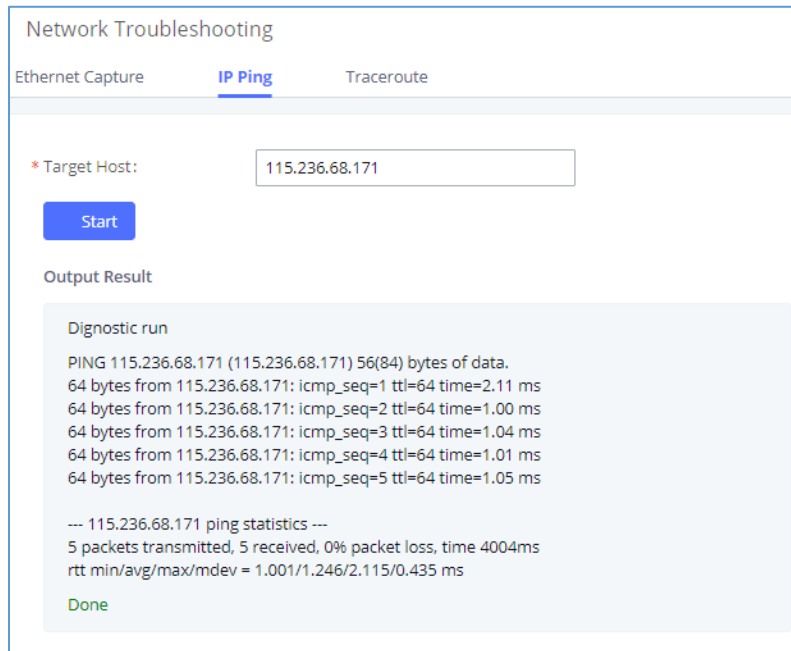 Network Troubleshooting
Ethernet Capture IP Ping Traceroute
* Target Host: 115.236.68.171
Start
Output Result
Dignostic run
PING 115.236.68.171 (115.236.68.171) 56(84) bytes of data.
64 bytes from 115.236.68.171: icmp_seq=1 ttl=64 time=2.11 ms
64 bytes from 115.236.68.171: icmp_seq=2 ttl=64 time=1.00 ms
64 bytes from 115.236.68.171: icmp_seq=3 ttl=64 time=1.04 ms
64 bytes from 115.236.68.171: icmp_seq=4 ttl=64 time=1.01 ms
64 bytes from 115.236.68.171: icmp_seq=5 ttl=64 time=1.05 ms
--- 115.236.68.171 ping statistics ---
5 packets transmitted, 5 received, 0% packet loss, time 4004ms
rtt min/avg/max/mdev = 1.001/1.246/2.115/0.435 ms
Done